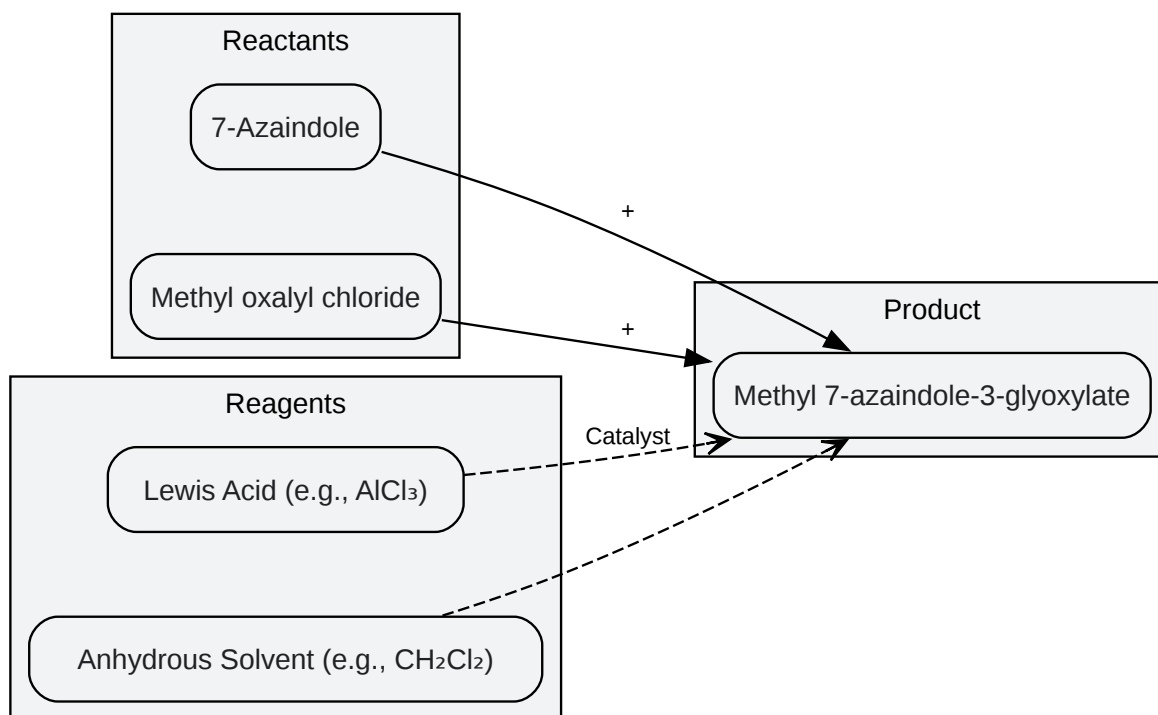 Reactants
7-Azaindole
+
Methyl oxalyl chloride
+
Product
Methyl 7-azaindole-3-glyoxylate
Reagents
Catalyst
Lewis Acid (e.g., AlCl₃)
Anhydrous Solvent (e.g., CH₂Cl₂)